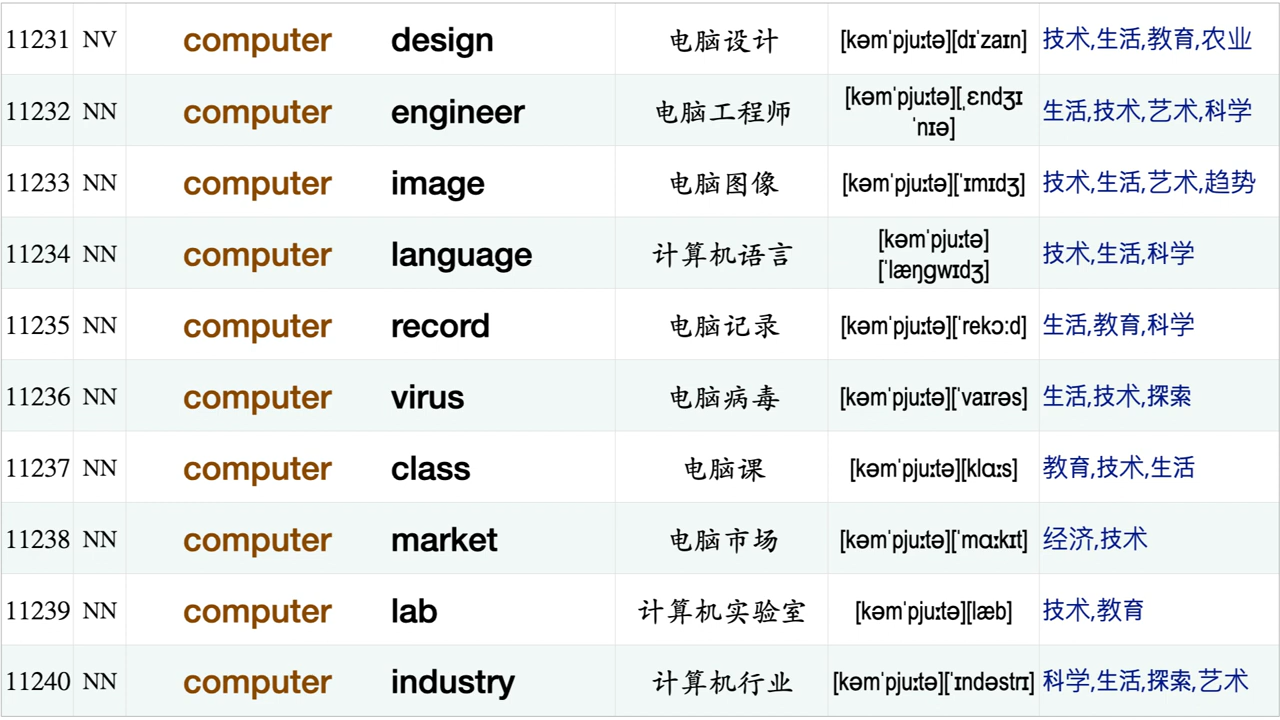 11231 NV computer design 电脑设计 [kəmˈpjuːtə][dɪˈzaɪn] 技术,生活,教育,农业
11232 NN computer engineer 电脑工程师 [kəmˈpjuːtə][ˌɛndʒɪ
ˈnɪə] 生活,技术,艺术,科学
11233 NN computer image 电脑图像 [kəmˈpjuːtə][ˈɪmɪdʒ] 技术,生活,艺术,趋势
11234 NN computer language 计算机语言 [kəmˈpjuːtə]
[ˈlæŋɡwɪdʒ] 技术,生活,科学
11235 NN computer record 电脑记录 [kəmˈpjuːtə][ˈrekɔːd] 生活,教育,科学
11236 NN computer virus 电脑病毒 [kəmˈpjuːtə][ˈvaɪrəs] 生活,技术,探索
11237 NN computer class 电脑课 [kəmˈpjuːtə][klɑːs] 教育,技术,生活
11238 NN computer market 电脑市场 [kəmˈpjuːtə][ˈmɑːkɪt] 经济,技术
11239 NN computer lab 计算机实验室 [kəmˈpjuːtə][læb] 技术,教育
11240 NN computer industry 计算机行业 [kəmˈpjuːtə][ˈɪndəstrɪ] 科学,生活,探索,艺术